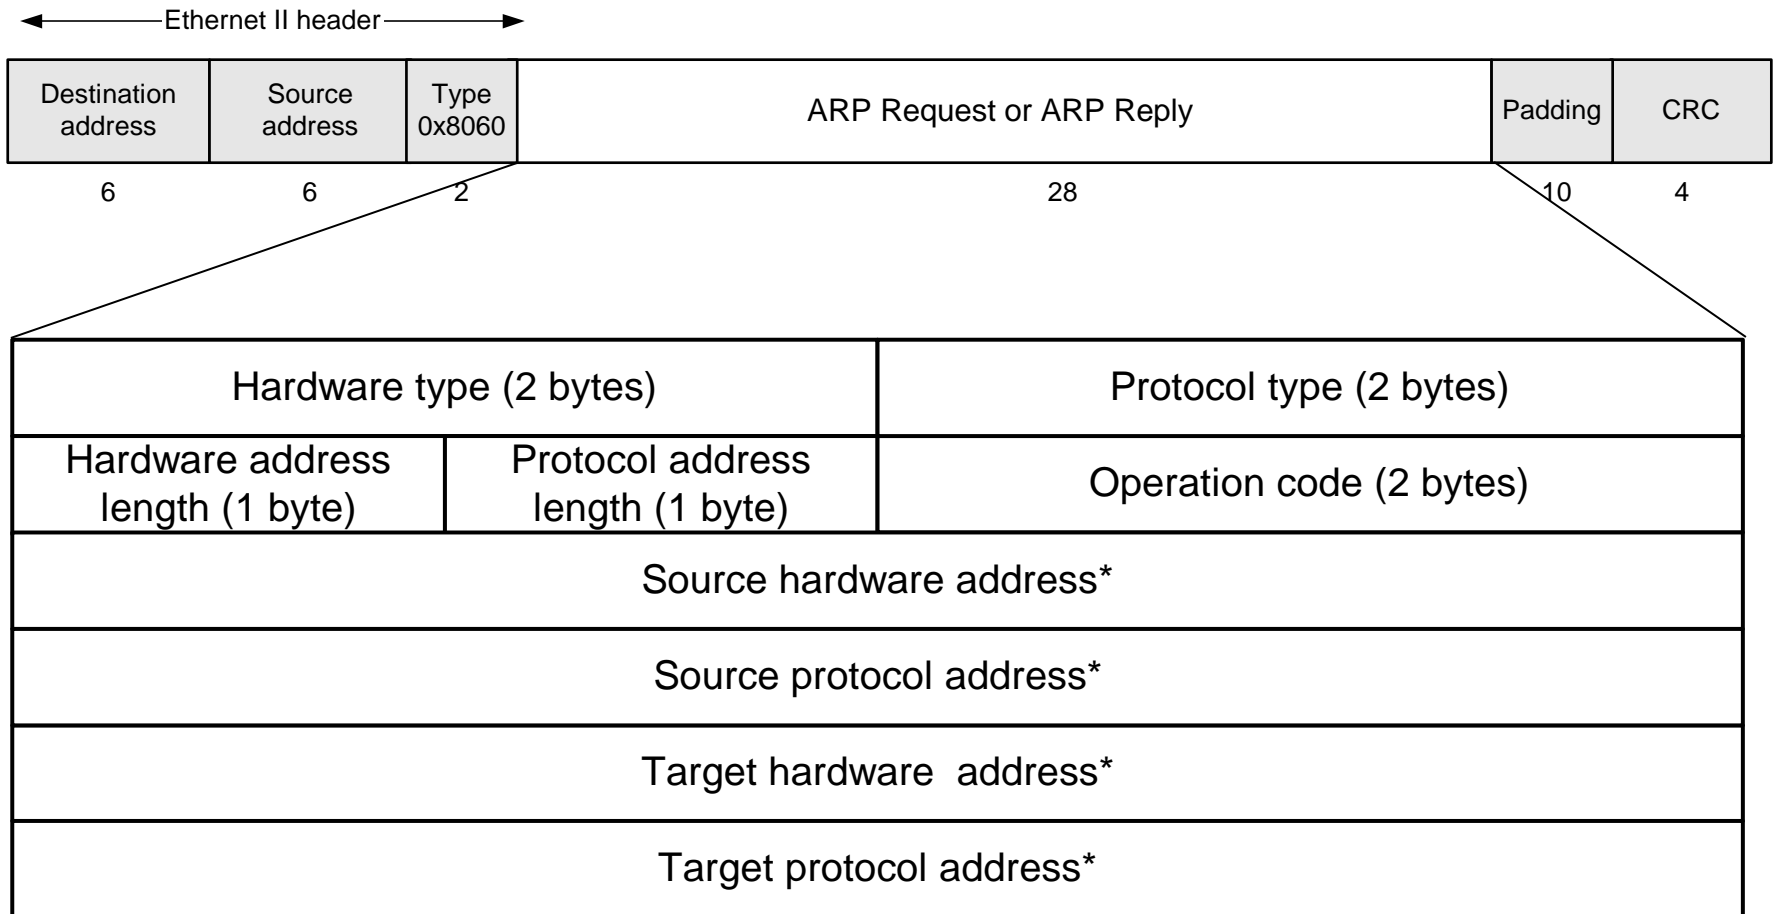 Ethernet II header
Destination
address
Source
address
Type
0x8060
ARP Request or ARP Reply
Padding
CRC
6
6
2
28
10
4
Hardware type (2 bytes)
Protocol type (2 bytes)
Hardware address
length (1 byte)
Protocol address
length (1 byte)
Operation code (2 bytes)
Source hardware address*
Source protocol address*
Target hardware address*
Target protocol address*